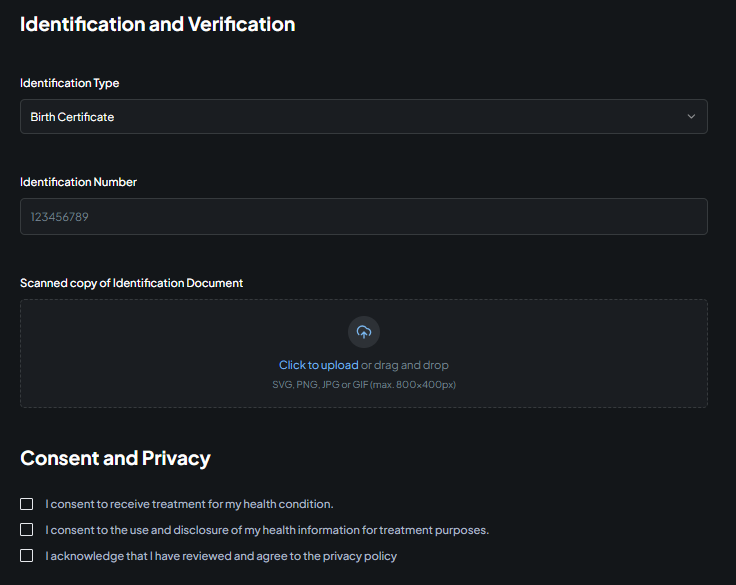 Identification and Verification
Identification Type
Birth Certificate
Identification Number
123456789
Scanned copy of Identification Document
Click to upload or drag and drop
SVG, PNG, JPG or GIF (max. 800x400px)
Consent and Privacy
I consent to receive treatment for my health condition.
I consent to the use and disclosure of my health information for treatment purposes.
I acknowledge that I have reviewed and agree to the privacy policy